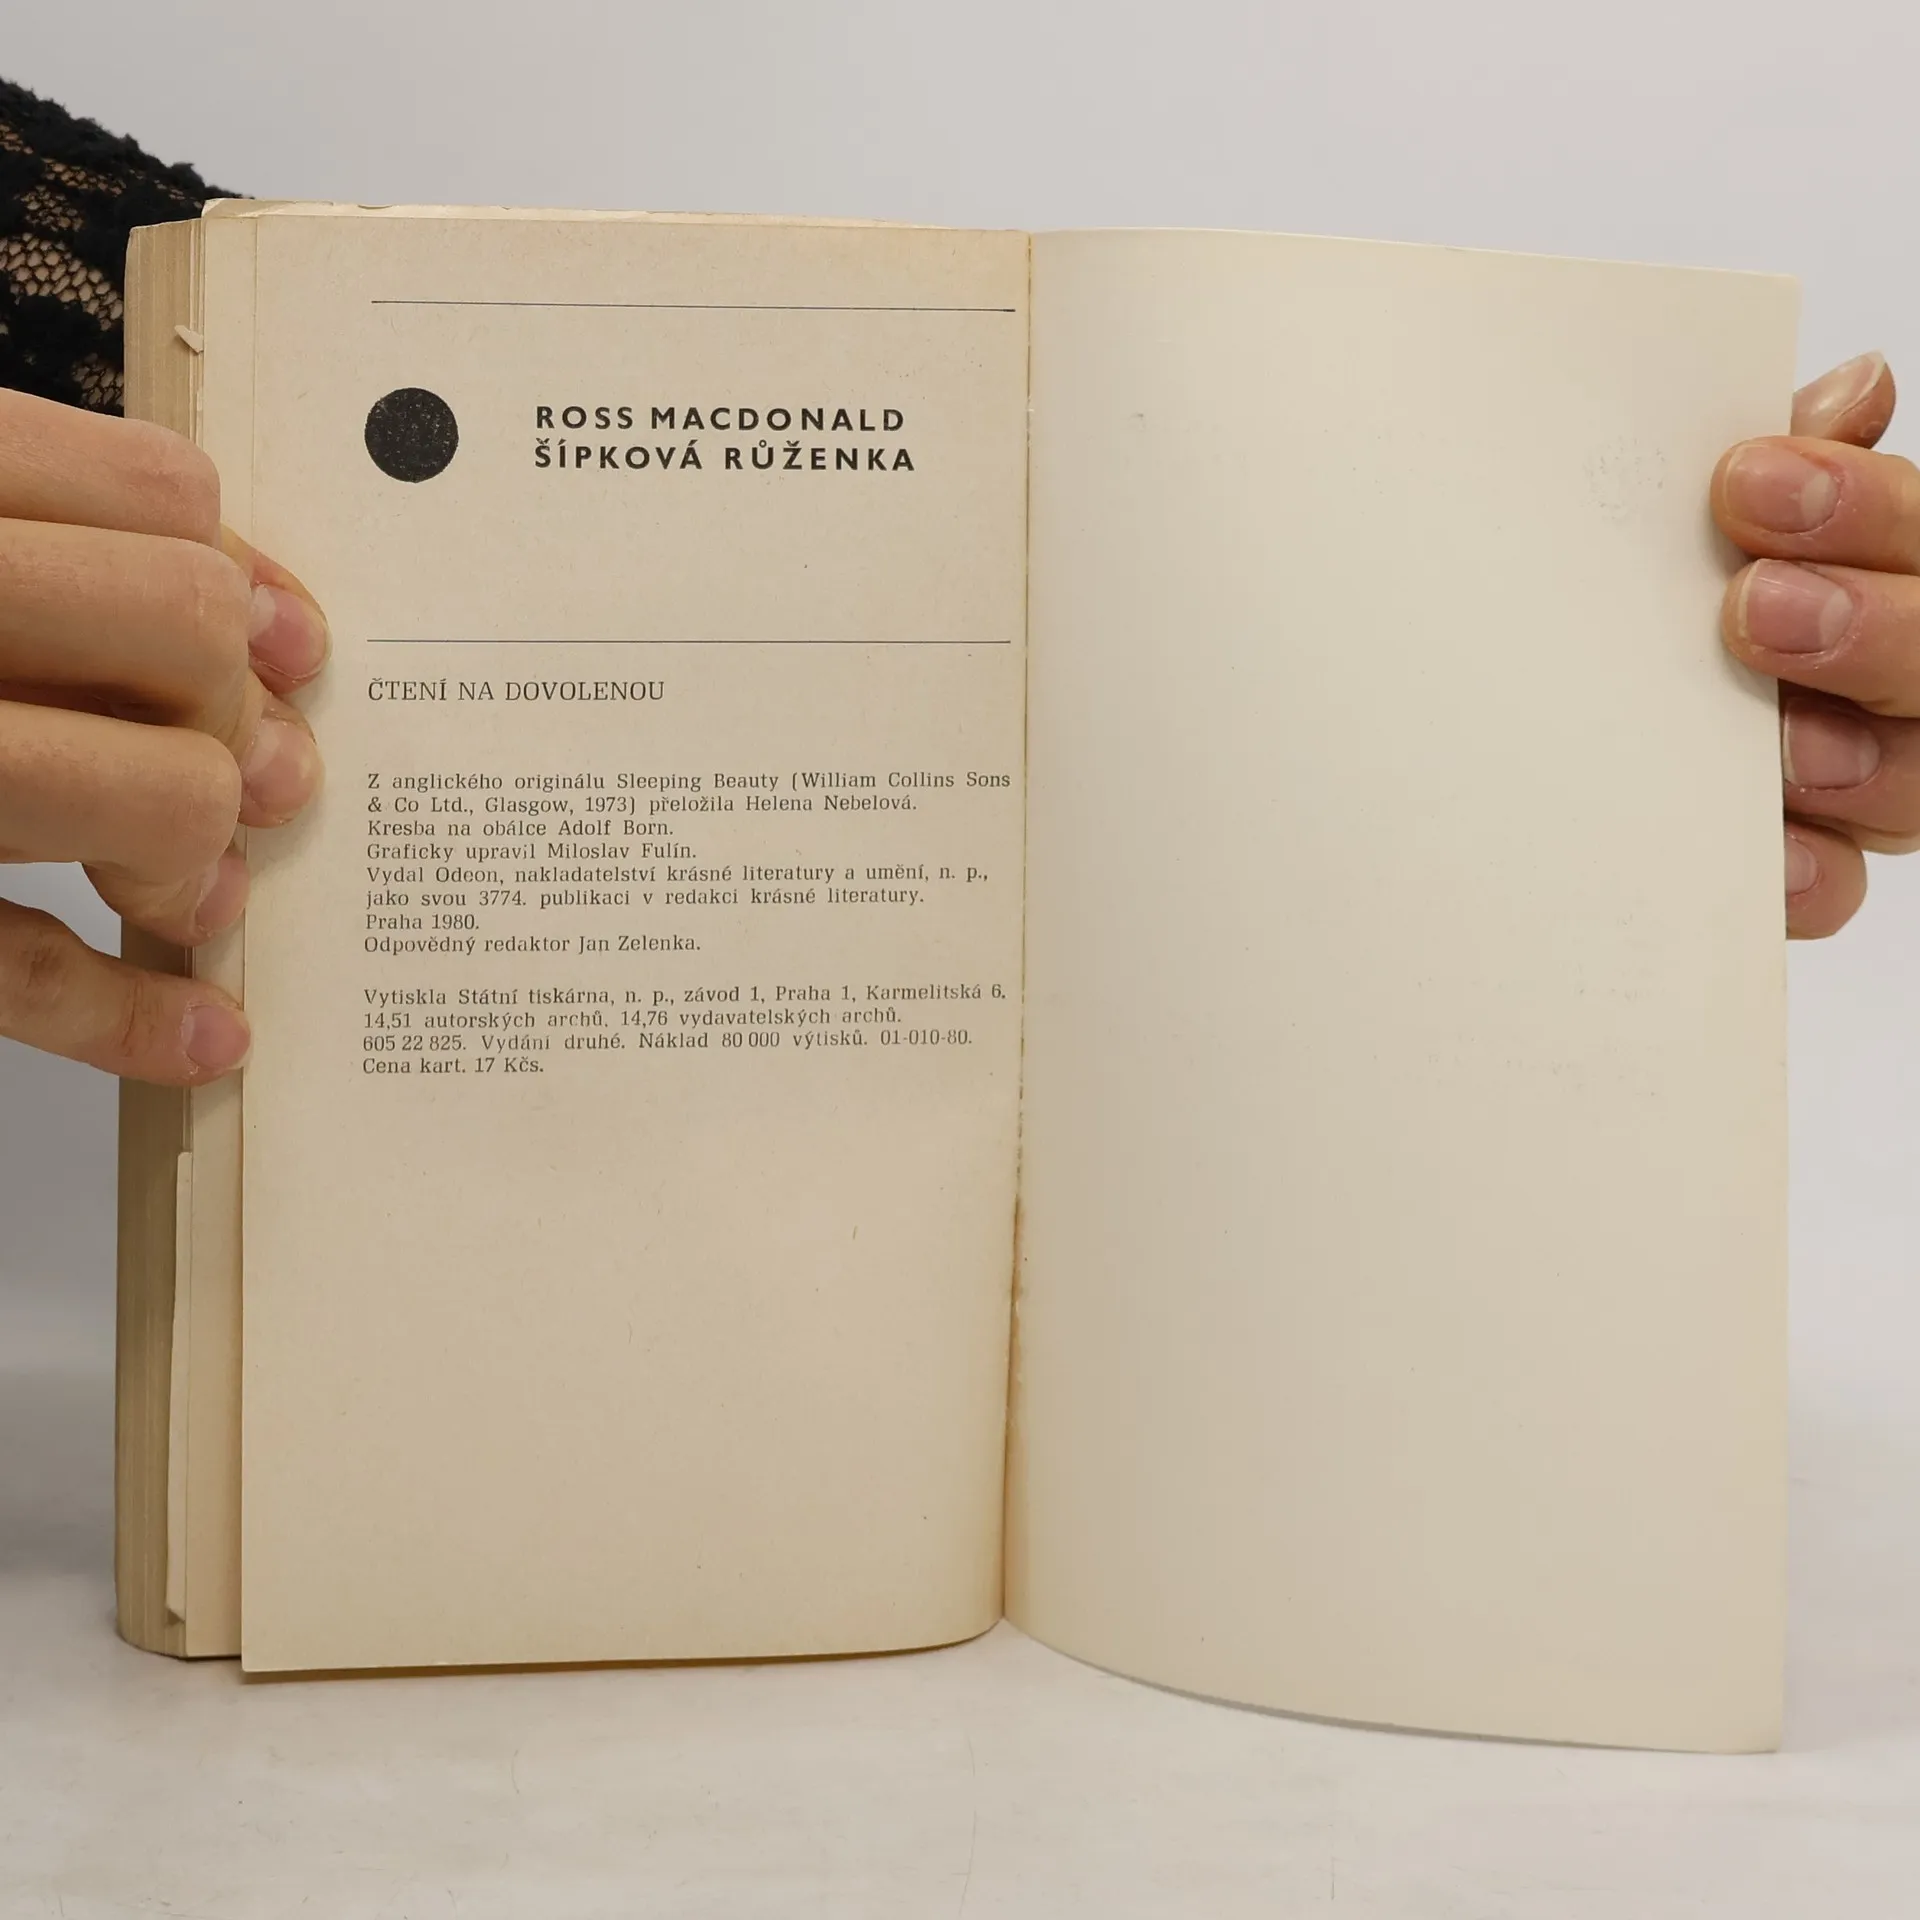 ROSS MACDONALD
ŠÍPKOVÁ RŮŽENKA
ČTENÍ NA DOVOLENOU
Z anglického originálu Sleeping Beauty (William Collins Sons
& Co Ltd., Glasgow, 1973) přeložila Helena Nebelová.
Kresba na obálce Adolf Born.
Graficky upravil Miloslav Fulín.
Vydal Odeon, nakladatelství krásné literatury a umění, n. p.,
jako svou 3774. publikaci v redakci krásné literatury.
Praha 1980.
Odpovědný redaktor Jan Zelenka.
Vytiskla Státní tiskárna, n. p., závod 1, Praha 1, Karmelitská 6.
14,51 autorských archů. 14,76 vydavatelských archů.
605 22 825. Vydání druhé. Náklad 80 000 výtisků. 01-010-80.
Cena kart. 17 Kčs.